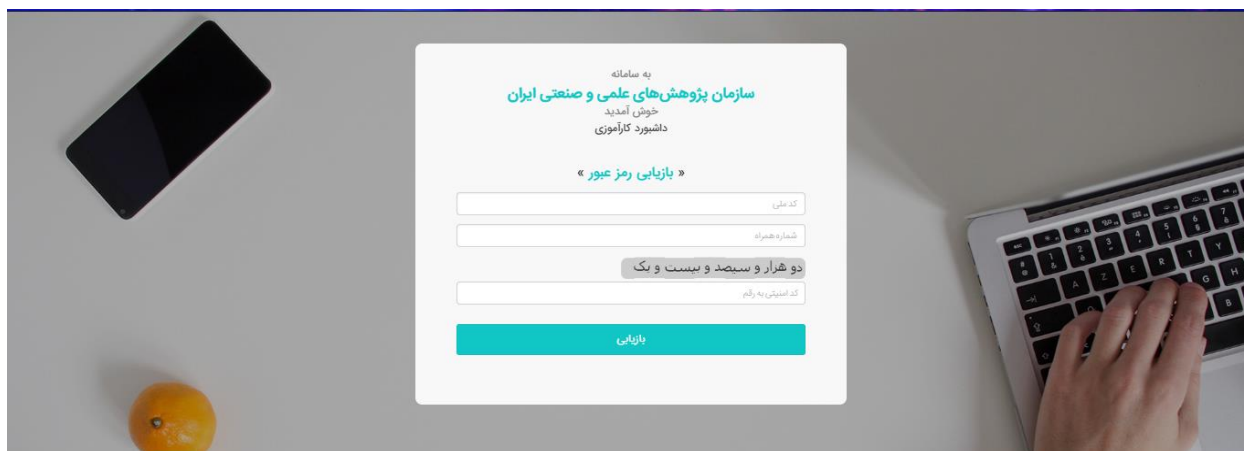 به سامانه
سازمان پژوهش‌های علمی و صنعتی ایران
خوش آمدید
داشبورد کارآموزی
« بازیابی رمز عبور »
کد ملی
شماره همراه
دو هزار و سیصد و بیست و یک
کد امنیتی به رقم
بازیابی